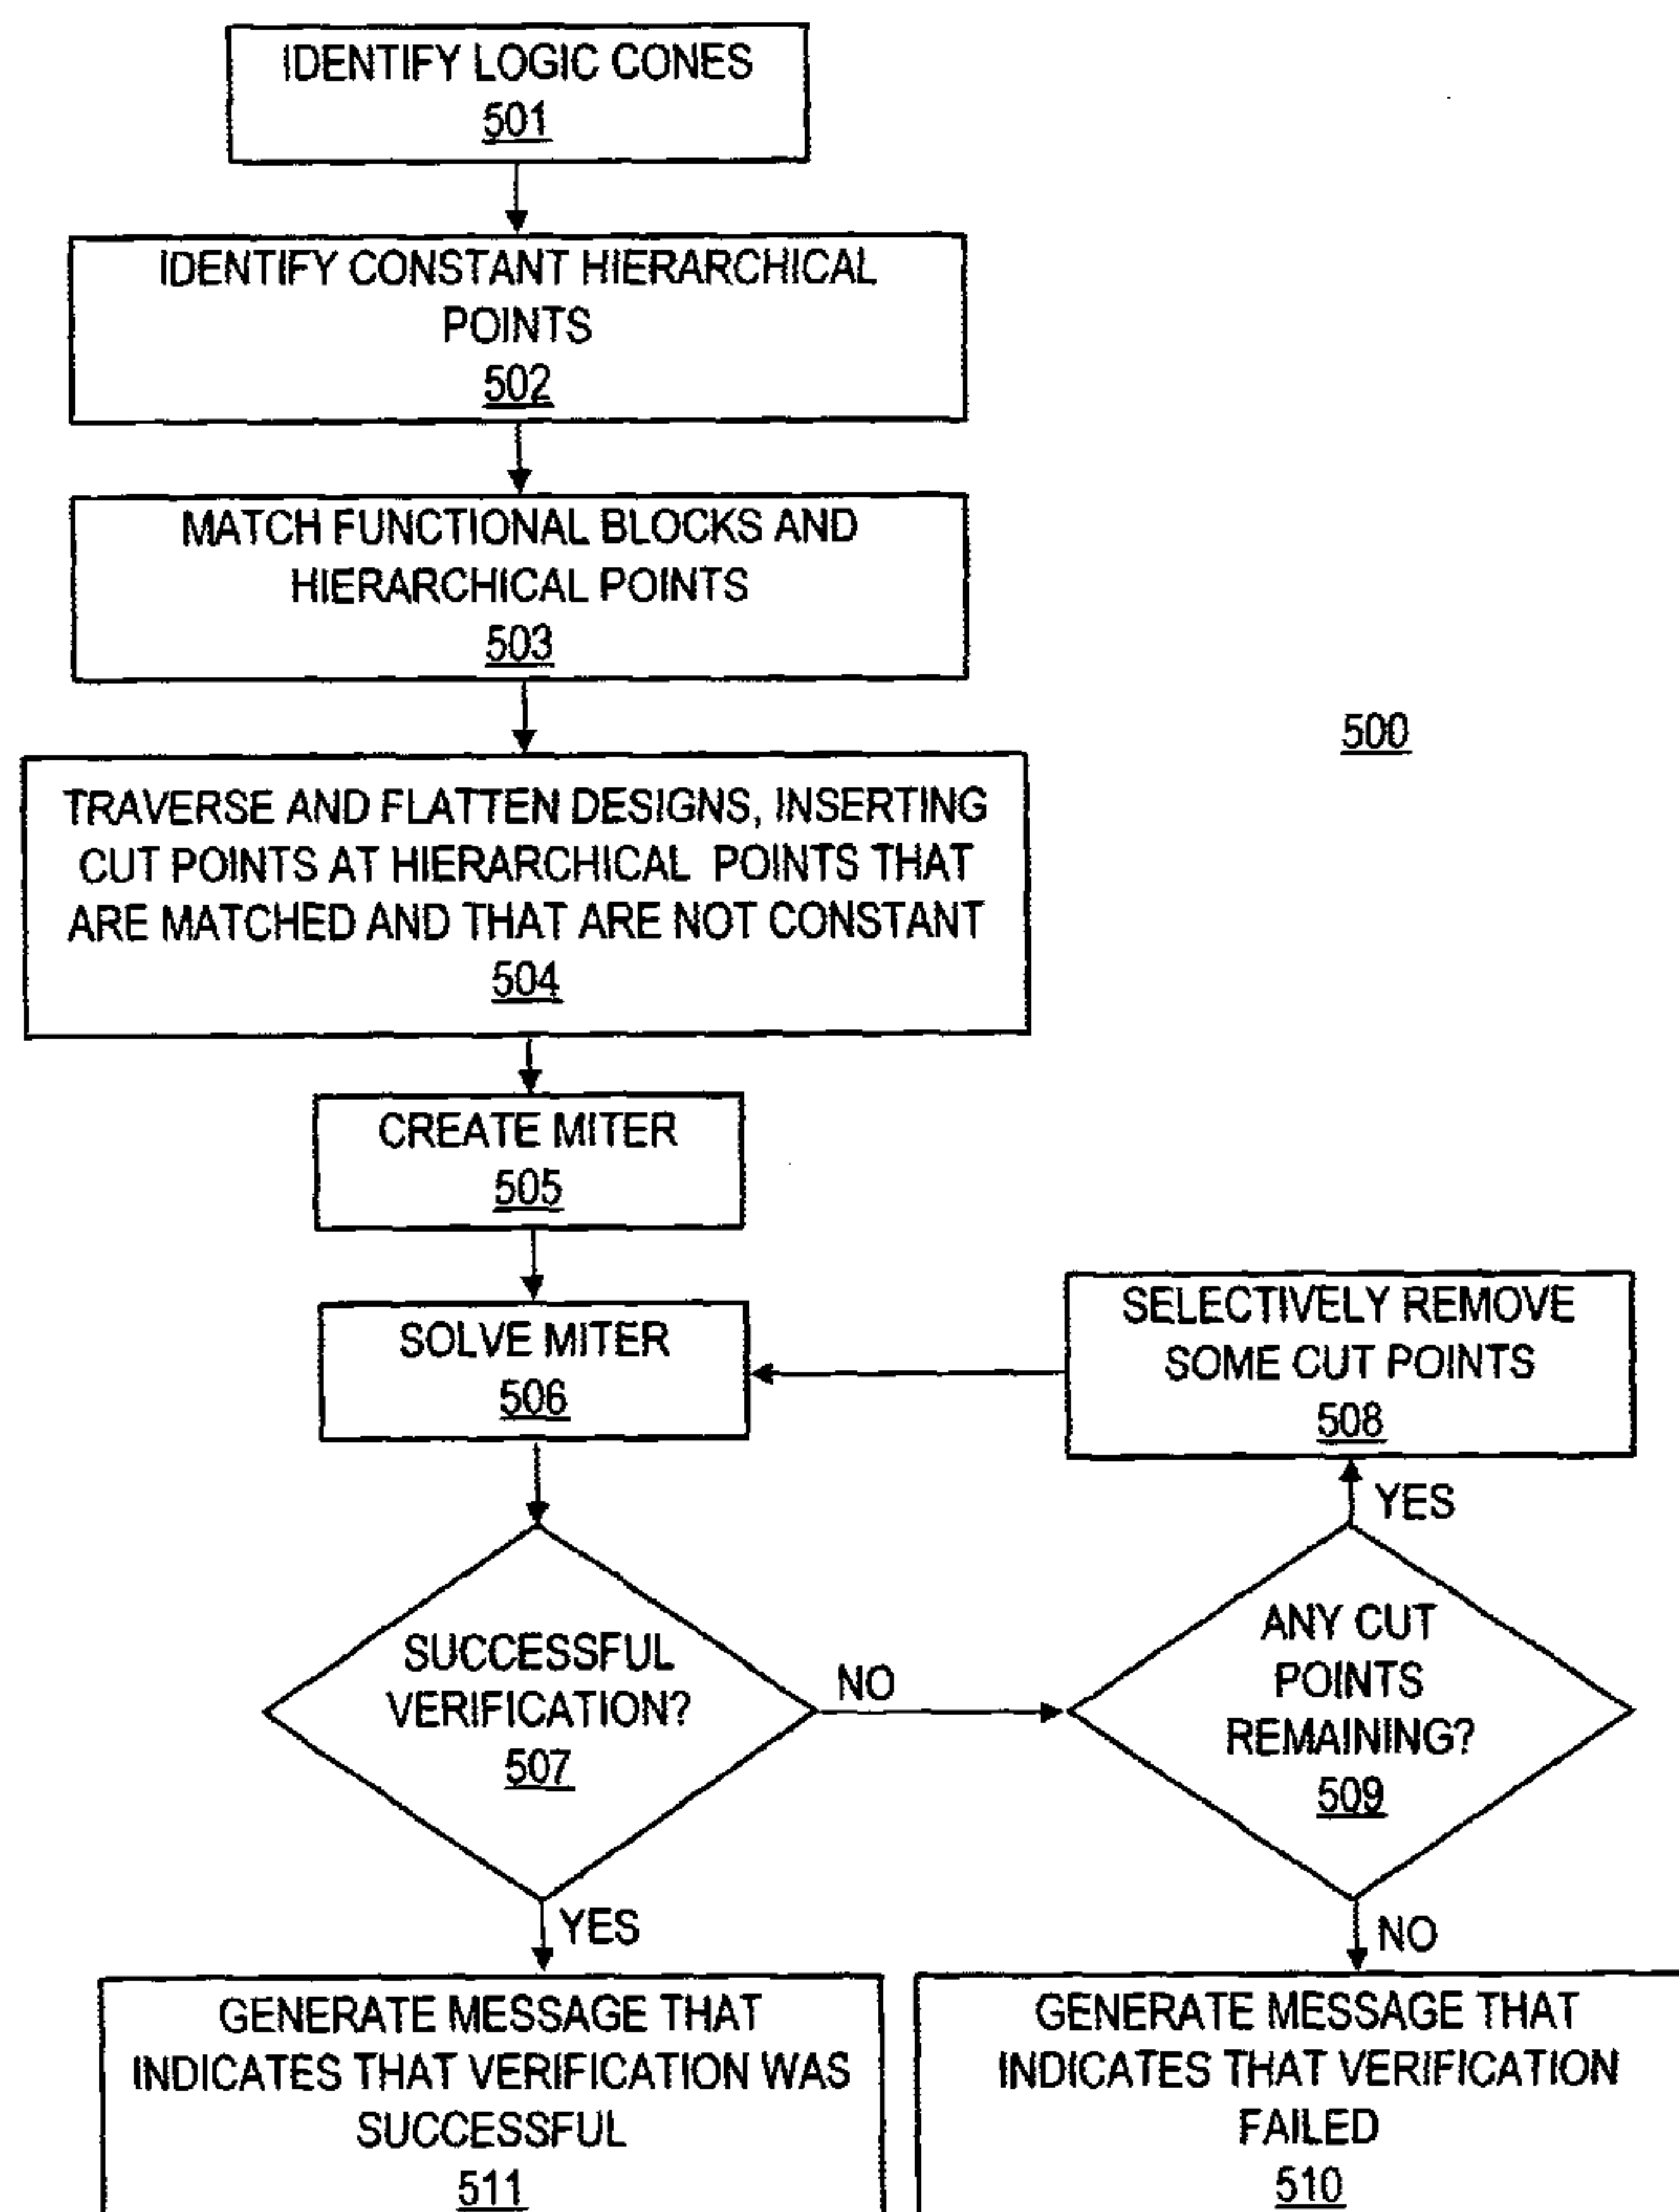 IDENTIFY LOGIC CONES
501
IDENTIFY CONSTANT HIERARCHICAL
POINTS
502
MATCH FUNCTIONAL BLOCKS AND
HIERARCHICAL POINTS
503
500
TRAVERSE AND FLATTEN DESIGNS, INSERTING
CUT POINTS AT HIERARCHICAL POINTS THAT
ARE MATCHED AND THAT ARE NOT CONSTANT
504
CREATE MITER
505
SOLVE MITER
506
SELECTIVELY REMOVE
SOME CUT POINTS
508
YES
SUCCESSFUL
VERIFICATION?
507
NO
ANY CUT
POINTS
REMAINING?
509
YES
NO
GENERATE MESSAGE THAT
INDICATES THAT VERIFICATION WAS
SUCCESSFUL
511
GENERATE MESSAGE THAT
INDICATES THAT VERIFICATION
FAILED
510